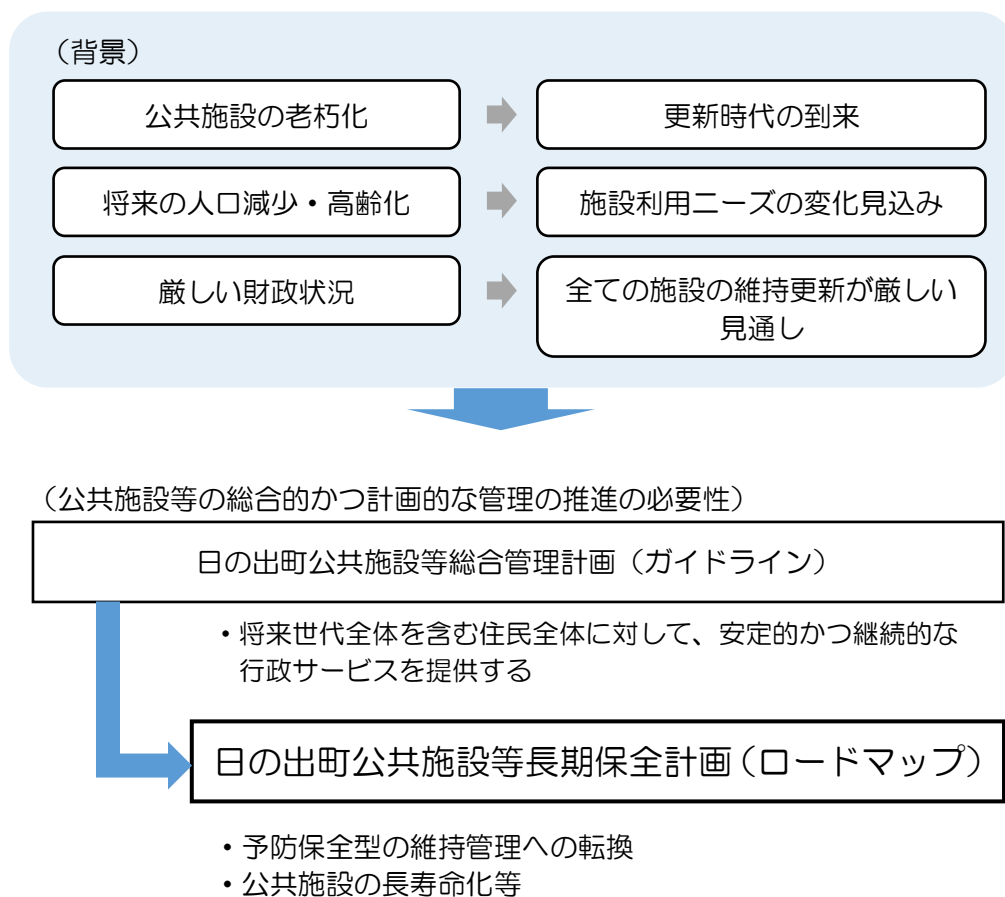 （背景）
公共施設の老朽化
更新時代の到来
将来の人口減少・高齢化
施設利用ニーズの変化見込み
厳しい財政状況
全ての施設の維持更新が厳しい
見通し
（公共施設等の総合的かつ計画的な管理の推進の必要性）
日の出町公共施設等総合管理計画（ガイドライン）
・将来世代全体を含む住民全体に対して、安定的かつ継続的な
行政サービスを提供する
日の出町公共施設等長期保全計画（ロードマップ）
・予防保全型の維持管理への転換
・公共施設の長寿命化等